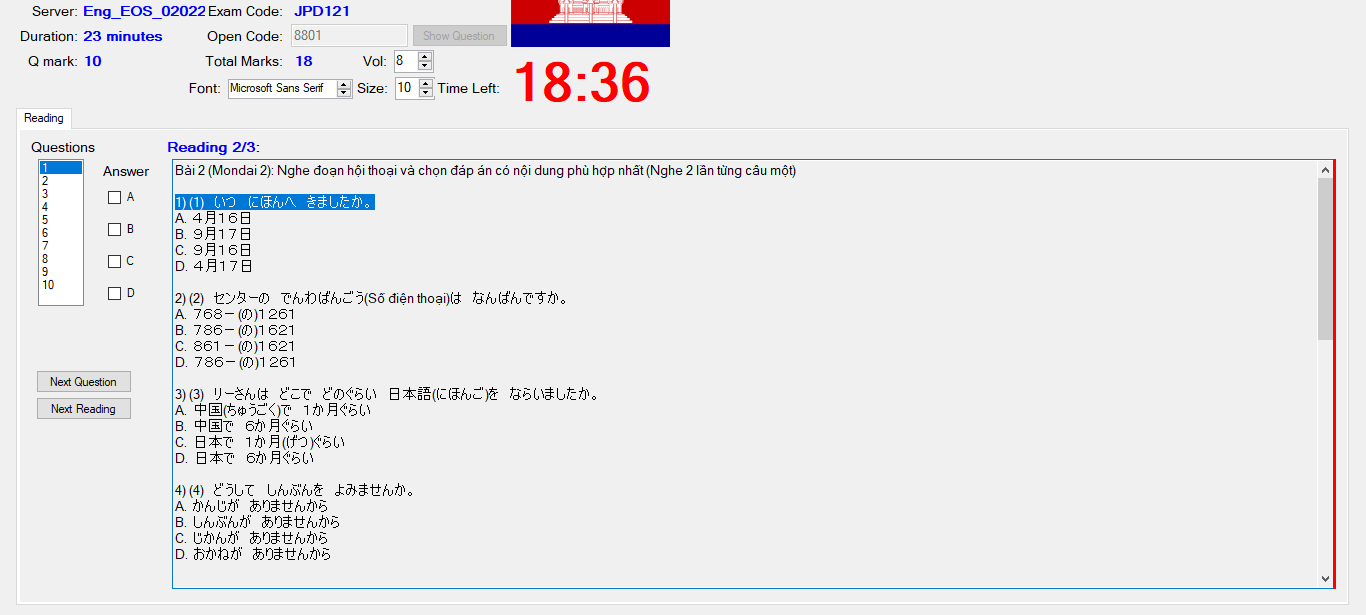 Server: Eng_EOS_02022 Exam Code: JPD121
Duration: 23 minutes Open Code: 8801 Show Question
Q mark: 10 Total Marks: 18 Vol: 8
Font: Microsoft Sans Serif Size: 10 Time Left: 18:36
Reading
Questions
Answer
1
2
3
4
5
6
7
8
9
10
A
B
C
D
Next Question
Next Reading
Reading 2/3:
Bài 2 (Mondai 2): Nghe đoạn hội thoại và chọn đáp án có nội dung phù hợp nhất (Nghe 2 lần từng câu một)
1) (1) いつ にほんへ きましたか。
A. 4月16日
B. 9月17日
C. 9月16日
D. 4月17日
2) (2) センターの でんわばんごう(Số điện thoại)は なんばんですか。
A. 768－(の)1261
B. 786－(の)1621
C. 861－(の)1621
D. 786－(の)1261
3) (3) リーさんは どこで どのぐらい 日本語(にほんご)を ならいましたか。
A. 中国(ちゅうごく)で 1か月ぐらい
B. 中国で 6か月ぐらい
C. 日本で 1か月(げつ)ぐらい
D. 日本で 6か月ぐらい
4) (4) どうして しんぶんを よみませんか。
A. かんじが ありませんから
B. しんぶんが ありませんから
C. じかんが ありませんから
D. おかねが ありませんから